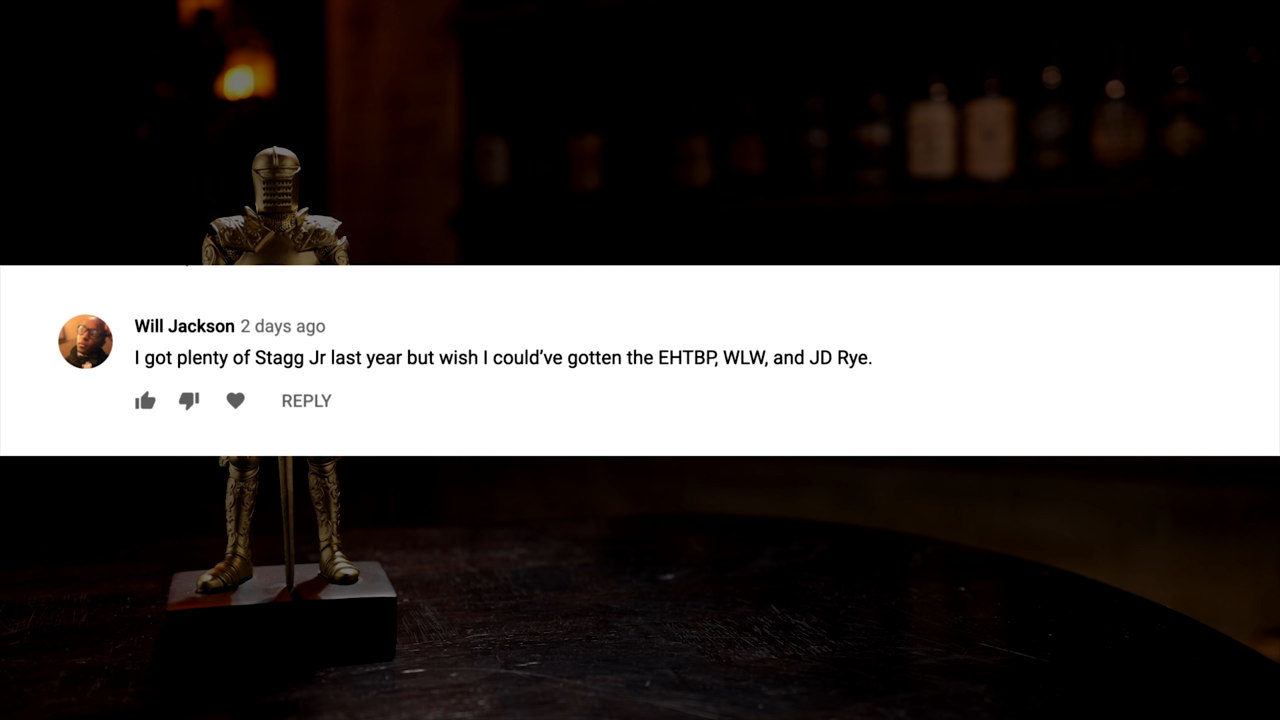 Will Jackson 2 days ago
I got plenty of Stagg Jr last year but wish I could’ve gotten the EHTBP, WLW, and JD Rye.
REPLY